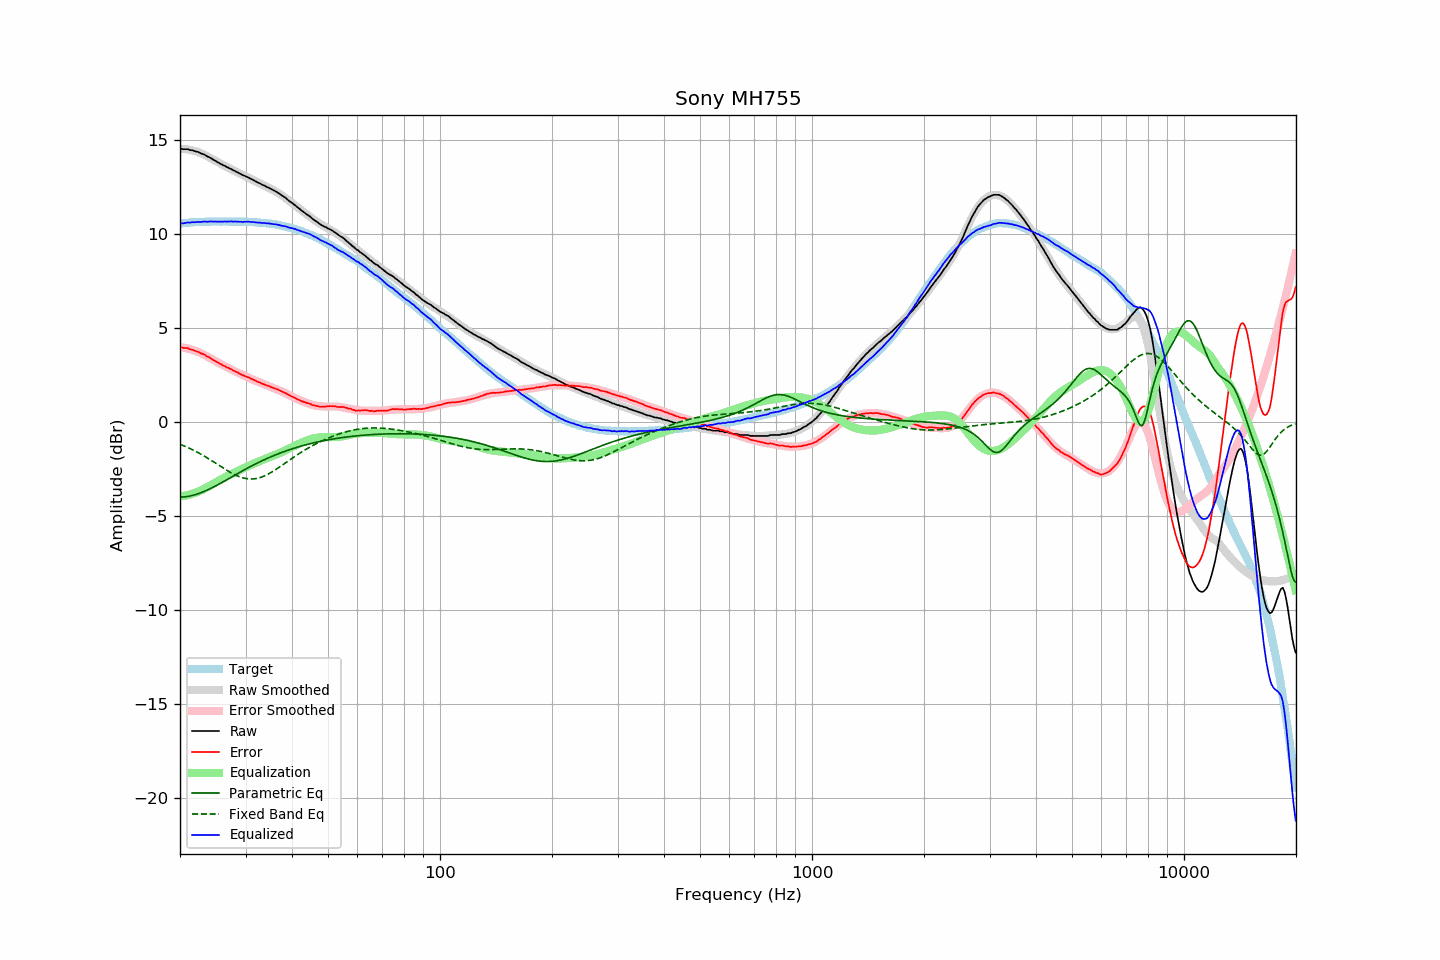 Sony MH755
15
10
5
0
−5
−10
−15
−20
Amplitude (dBr)
Target
Raw Smoothed
Error Smoothed
Raw
Error
Equalization
Parametric Eq
Fixed Band Eq
Equalized
100 1000 10000
Frequency (Hz)